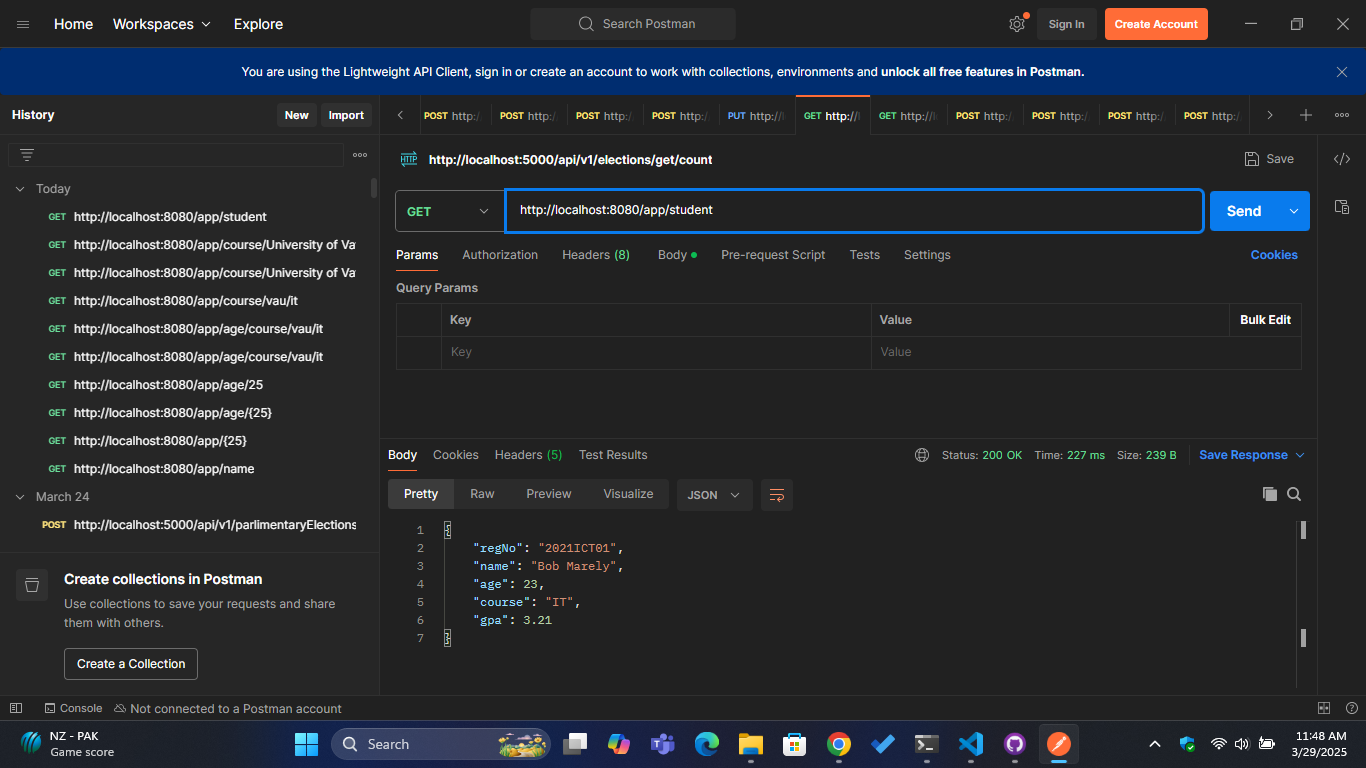 Home Workspaces Explore Search Postman Sign In Create Account
You are using the Lightweight API Client, sign in or create an account to work with collections, environments and unlock all free features in Postman.
History New Import
POST http:/ POST http:/ POST http:/ POST http:/ PUT http://l GET http://l GET http://l POST http:/ POST http:/ POST http:/ POST http:/
HTTP http://localhost:5000/api/v1/elections/get/count Save
Today
GET http://localhost:8080/app/student
GET http://localhost:8080/app/course/University of Va
GET http://localhost:8080/app/course/University of Va
GET http://localhost:8080/app/course/vau/it
GET http://localhost:8080/app/age/course/vau/it
GET http://localhost:8080/app/age/course/vau/it
GET http://localhost:8080/app/age/25
GET http://localhost:8080/app/age/{25}
GET http://localhost:8080/app/{25}
GET http://localhost:8080/app/name
March 24
POST http://localhost:5000/api/v1/parlimentaryElections
Create collections in Postman
Use collections to save your requests and share
them with others.
Create a Collection
GET http://localhost:8080/app/student Send
Params Authorization Headers (8) Body Pre-request Script Tests Settings Cookies
Query Params
Key Value Bulk Edit
Key Value
Body Cookies Headers (5) Test Results Status: 200 OK Time: 227 ms Size: 239 B Save Response
Pretty Raw Preview Visualize JSON
1 {
2 "regNo": "2021ICT01",
3 "name": "Bob Marely",
4 "age": 23,
5 "course": "IT",
6 "gpa": 3.21
7 }
Console Not connected to a Postman account
NZ - PAK
Game score
Search
11:48 AM
3/29/2025